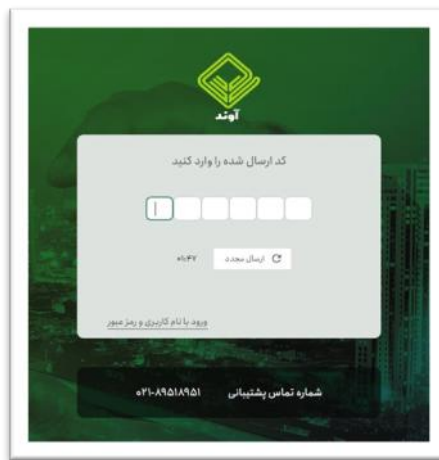 آوند
کد ارسال شده را وارد کنید
ارسال مجدد ۰۱:۴۷
ورود با نام کاربری و رمز عبور
شماره تماس پشتیبانی ۰۲۱-۸۹۵۱۸۹۵۱